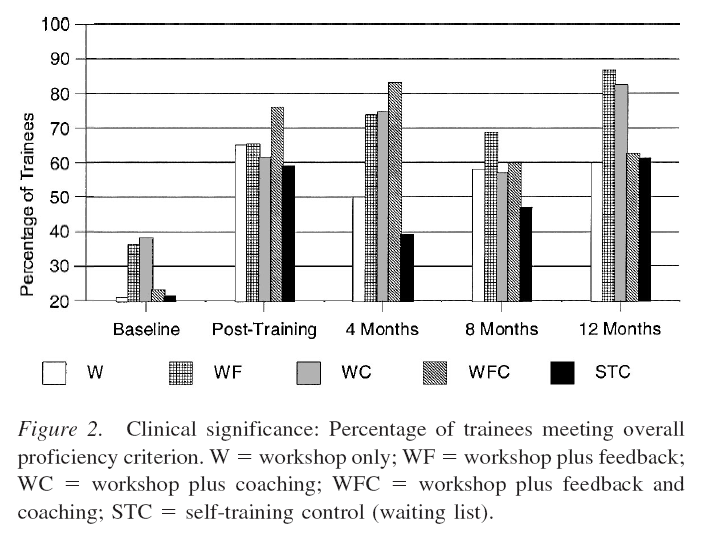 100
90
80
70
60
50
40
30
20
Percentage of Trainees
Baseline Post-Training 4 Months 8 Months 12 Months
W WF WC WFC STC
Figure 2. Clinical significance: Percentage of trainees meeting overall
proficiency criterion. W = workshop only; WF = workshop plus feedback;
WC = workshop plus coaching; WFC = workshop plus feedback and
coaching; STC = self-training control (waiting list).